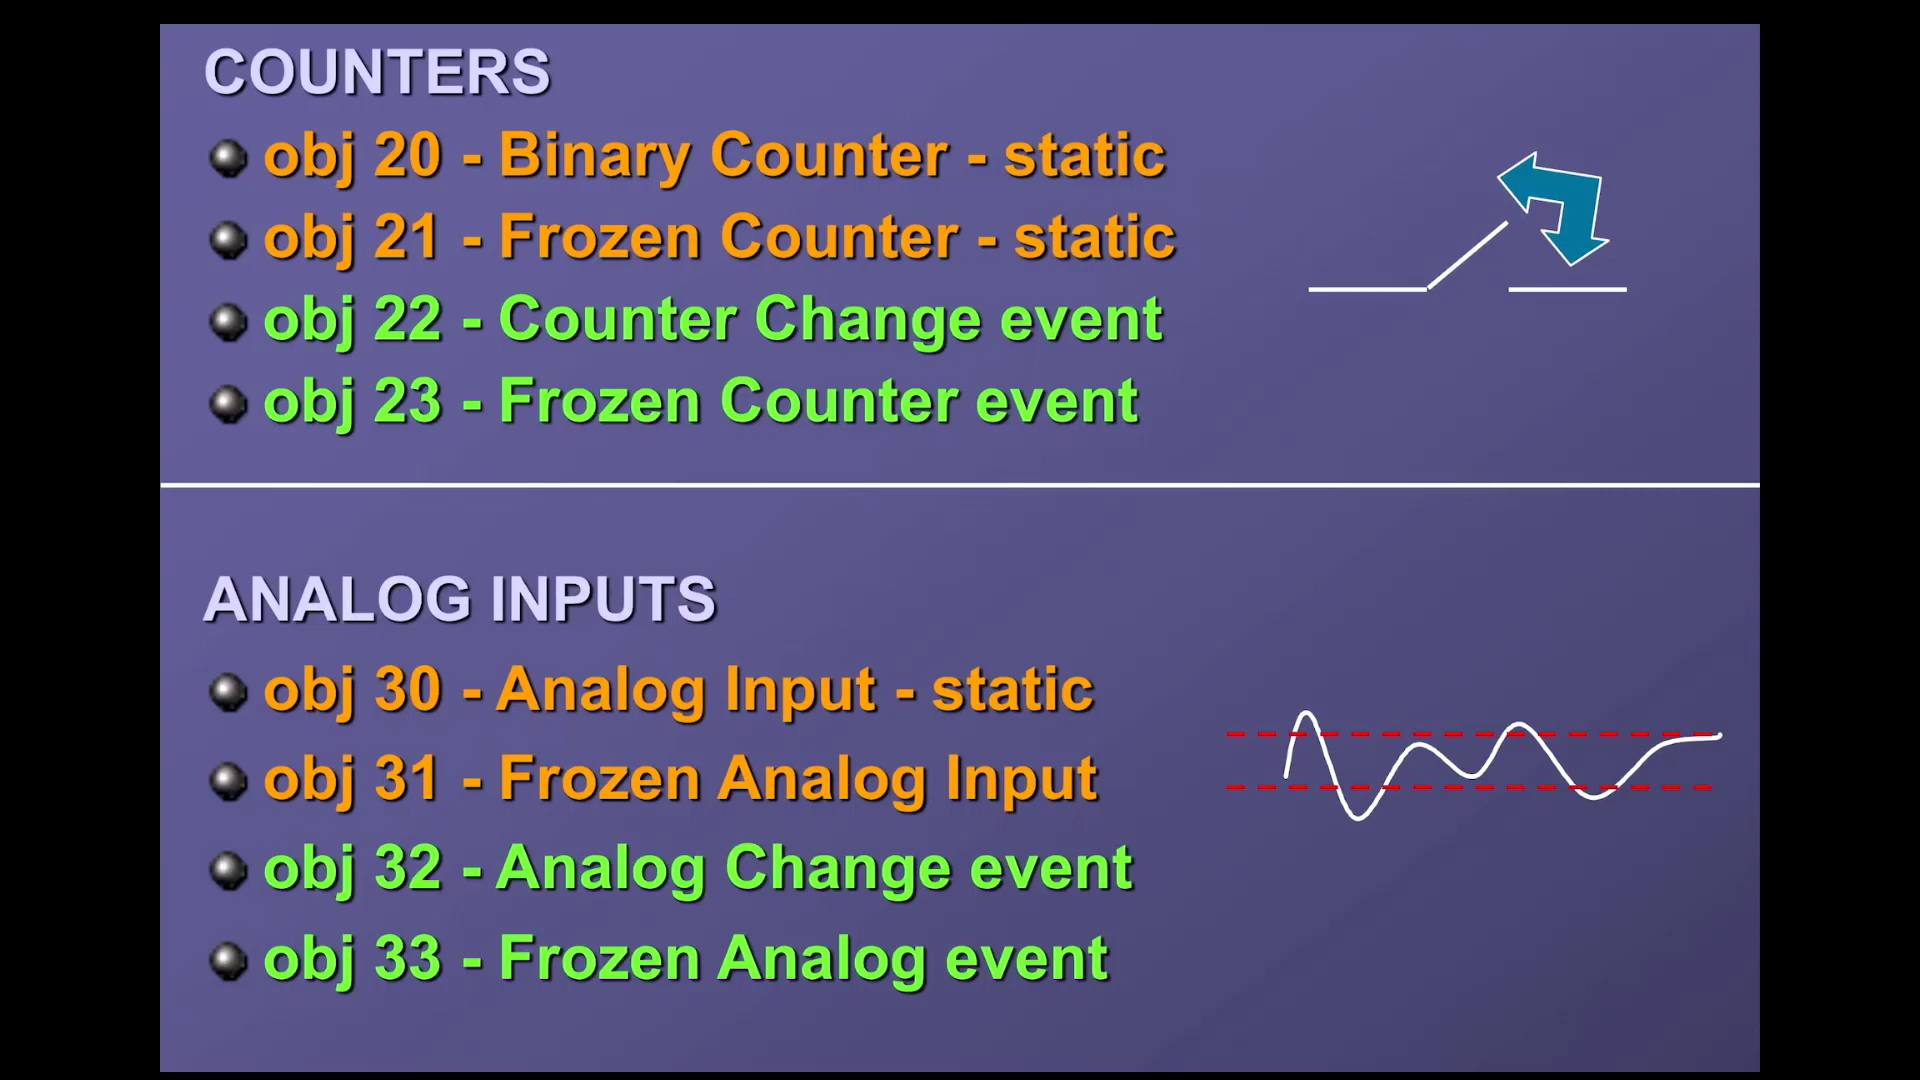 COUNTERS
obj 20 - Binary Counter - static
obj 21 - Frozen Counter - static
obj 22 - Counter Change event
obj 23 - Frozen Counter event
ANALOG INPUTS
obj 30 - Analog Input - static
obj 31 - Frozen Analog Input
obj 32 - Analog Change event
obj 33 - Frozen Analog event